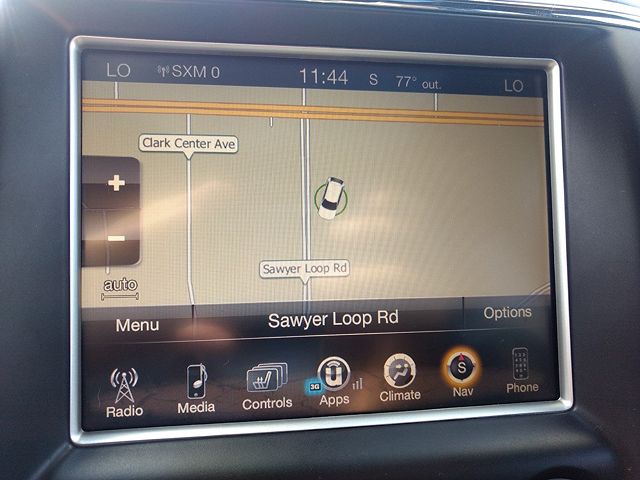 LO SXM 0 11:44 S 77° out. LO
Clark Center Ave
+
-
auto
Sawyer Loop Rd
Menu Sawyer Loop Rd Options
3G
S
Radio Media Controls Apps Climate Nav Phone